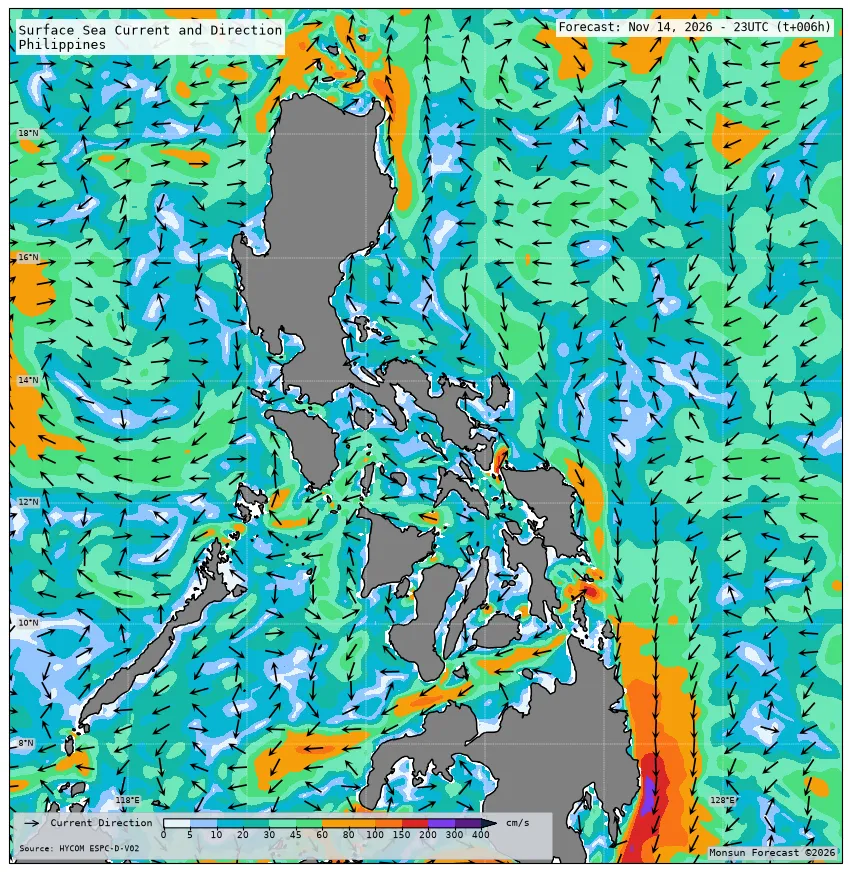 Surface Sea Current and Direction
Philippines
Forecast: Nov 14, 2026 - 23UTC (t+006h)
18°N
16°N
14°N
12°N
10°N
8°N
118°E
128°E
Current Direction
cm/s
0 5 10 20 30 45 60 80 100 150 200 300 400
Source: HYCOM ESPC-D-V02
Monsun Forecast ©2026